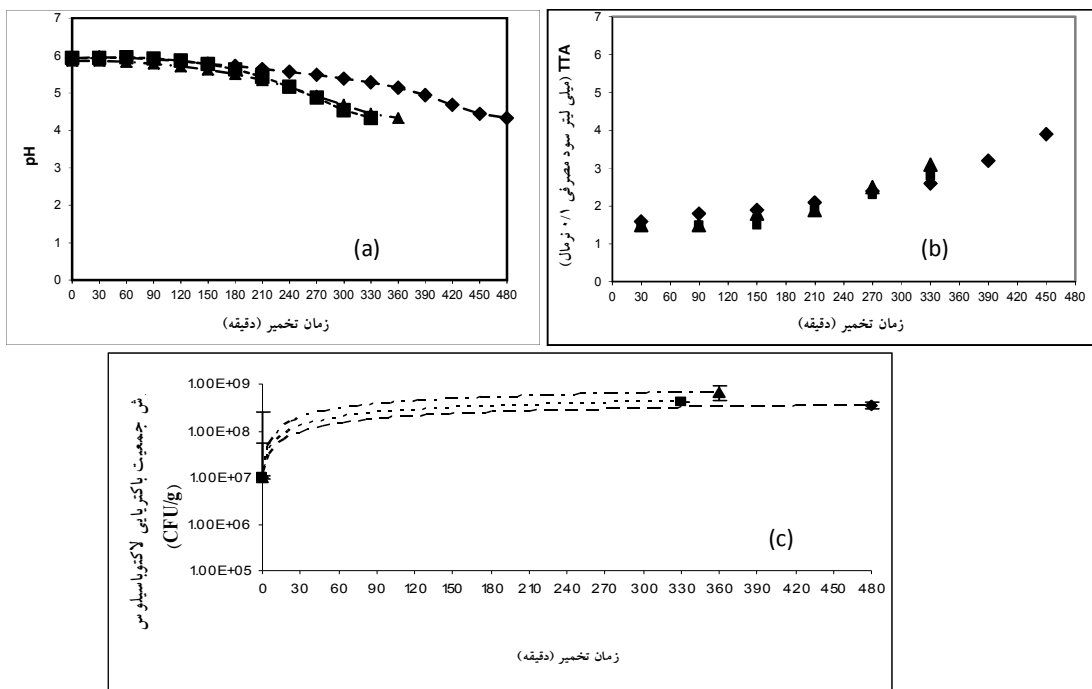 7
6
5
4
3
2
1
0
pH
(a)
0 30 60 90 120 150 180 210 240 270 300 330 360 390 420 450 480
زمان تخمیر (دقیقه)
7
6
5
4
3
2
1
0
TTA (میلی لیتر سود مصرفی ۰/۱ نرمال)
(b)
0 30 60 90 120 150 180 210 240 270 300 330 360 390 420 450 480
زمان تخمیر (دقیقه)
1.00E+09
1.00E+08
1.00E+07
1.00E+06
1.00E+05
ش جمعیت باکتریایی لاکتوباسیلوس
(CFU/g)
(c)
0 30 60 90 120 150 180 210 240 270 300 330 360 390 420 450 480
زمان تخمیر (دقیقه)